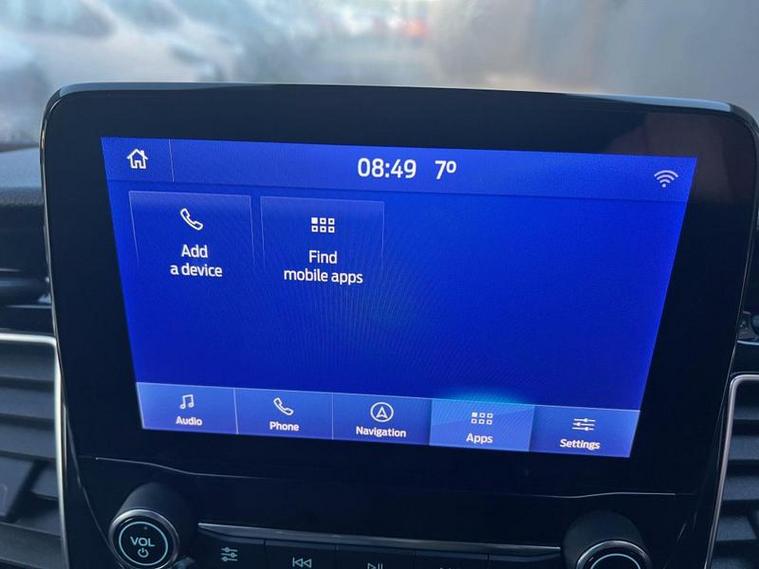 08:49 7º
Add
a device
Find
mobile apps
Audio
Phone
Navigation
Apps
Settings
VOL